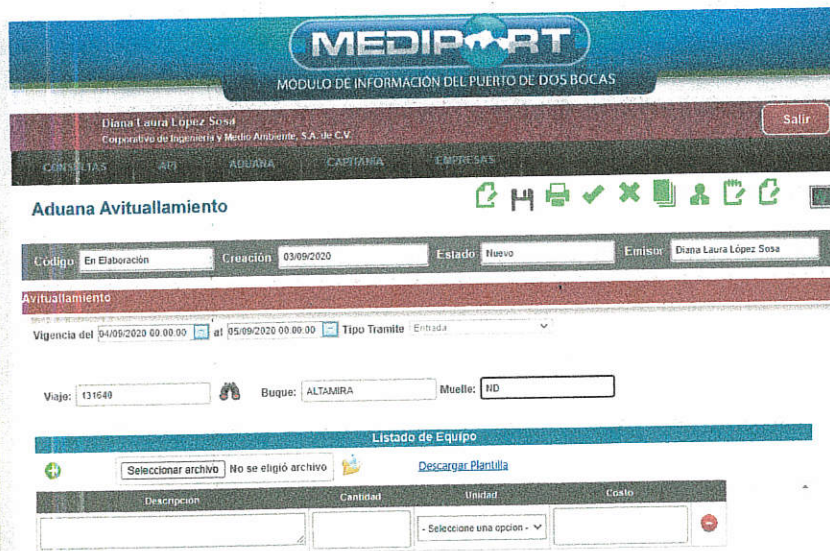 MEDIPORT
MÓDULO DE INFORMACIÓN DEL PUERTO DE DOS BOCAS
Diana Laura López Sosa
Salir
Corporativo de Ingeniería y Medio Ambiente, S.A. de C.V.
CONSULTAS API ADUANA CAPITANÍA EMPRESAS
Aduana Avituallamiento
Código En Elaboración Creación 03/09/2020 Estado Nuevo Emisor Diana Laura López Sosa
Avituallamiento
Vigencia del 04/09/2020 00:00:00 al 05/09/2020 00:00:00 Tipo Tramite Entrada
Viaje: 131640 Buque: ALTAMIRA Muelle: ND
Listado de Equipo
Seleccionar archivo No se eligió archivo Descargar Plantilla
Descripción Cantidad Unidad Costo
- Seleccione una opcion -